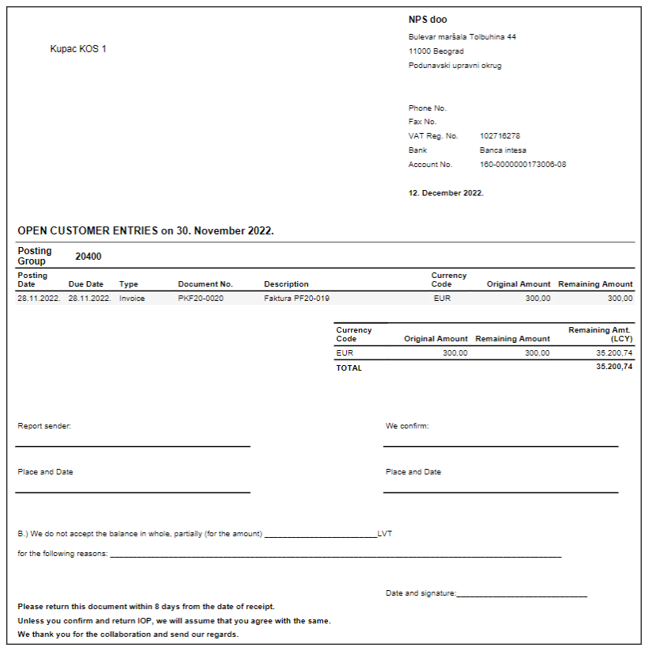 NPS doo
Kupac KOS 1
Bulevar maršala Tolbuhina 44
11000 Beograd
Podunavski upravni okrug
Phone No.
Fax No.
VAT Reg. No. 102716278
Bank Banca intesa
Account No. 160-0000000173006-08
12. December 2022.
OPEN CUSTOMER ENTRIES on 30. November 2022.
Posting Group 20400
Posting Date Due Date Type Document No. Description Currency Code Original Amount Remaining Amount
28.11.2022. 28.11.2022. Invoice PKF20-0020 Faktura PF20-019 EUR 300,00 300,00
Currency Code Original Amount Remaining Amount Remaining Amt. (LCY)
EUR 300,00 300,00 35.200,74
TOTAL 35.200,74
Report sender: We confirm:
Place and Date Place and Date
B.) We do not accept the balance in whole, partially (for the amount) ________________________LVT
for the following reasons: ________________________
Date and signature:________________________
Please return this document within 8 days from the date of receipt.
Unless you confirm and return IOP, we will assume that you agree with the same.
We thank you for the collaboration and send our regards.